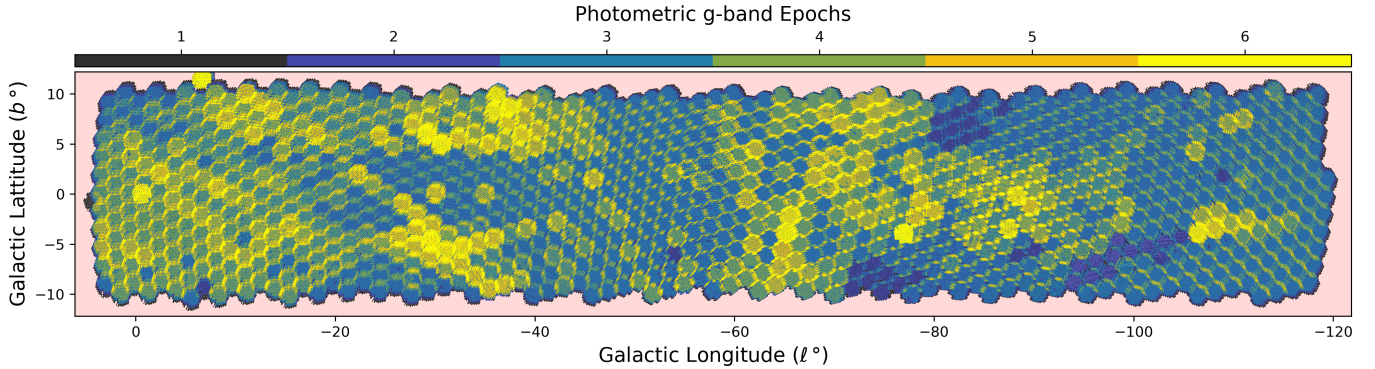 Photometric g-band Epochs
1 2 3 4 5 6
Galactic Lattitude (b°)
10
5
0
−5
−10
0 −20 −40 −60 −80 −100 −120
Galactic Longitude (ℓ°)